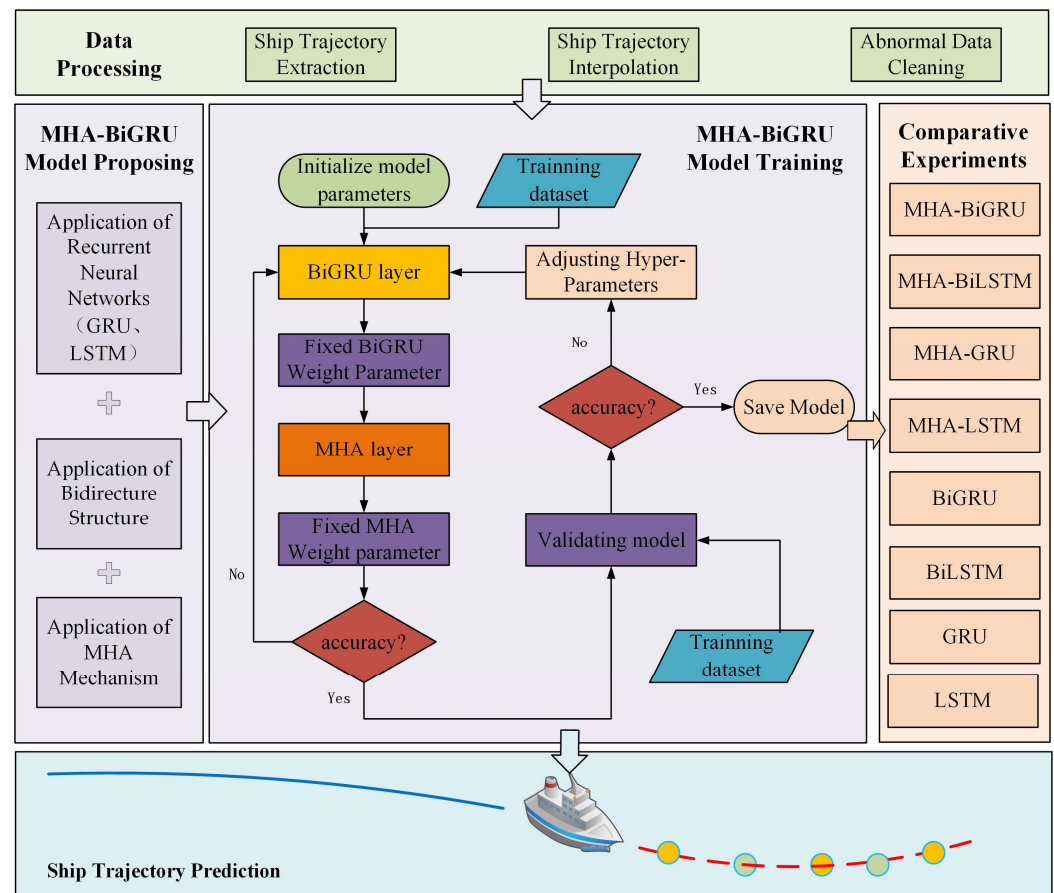 Data
Processing
Ship Trajectory
Extraction
Ship Trajectory
Interpolation
Abnormal Data
Cleaning
MHA-BiGRU
Model Proposing
Application of
Recurrent
Neural
Networks
（GRU、
LSTM）
Application of
Bidirecture
Structure
Application of
MHA
Mechanism
MHA-BiGRU
Model Training
Initialize model
parameters
Trainning
dataset
BiGRU layer
Adjusting Hyper-
Parameters
Fixed BiGRU
Weight Parameter
No
accuracy?
Yes
Save Model
MHA layer
Fixed MHA
Weight parameter
Validating model
No
accuracy?
Yes
Trainning
dataset
Comparative
Experiments
MHA-BiGRU
MHA-BiLSTM
MHA-GRU
MHA-LSTM
BiGRU
BiLSTM
GRU
LSTM
Ship Trajectory Prediction